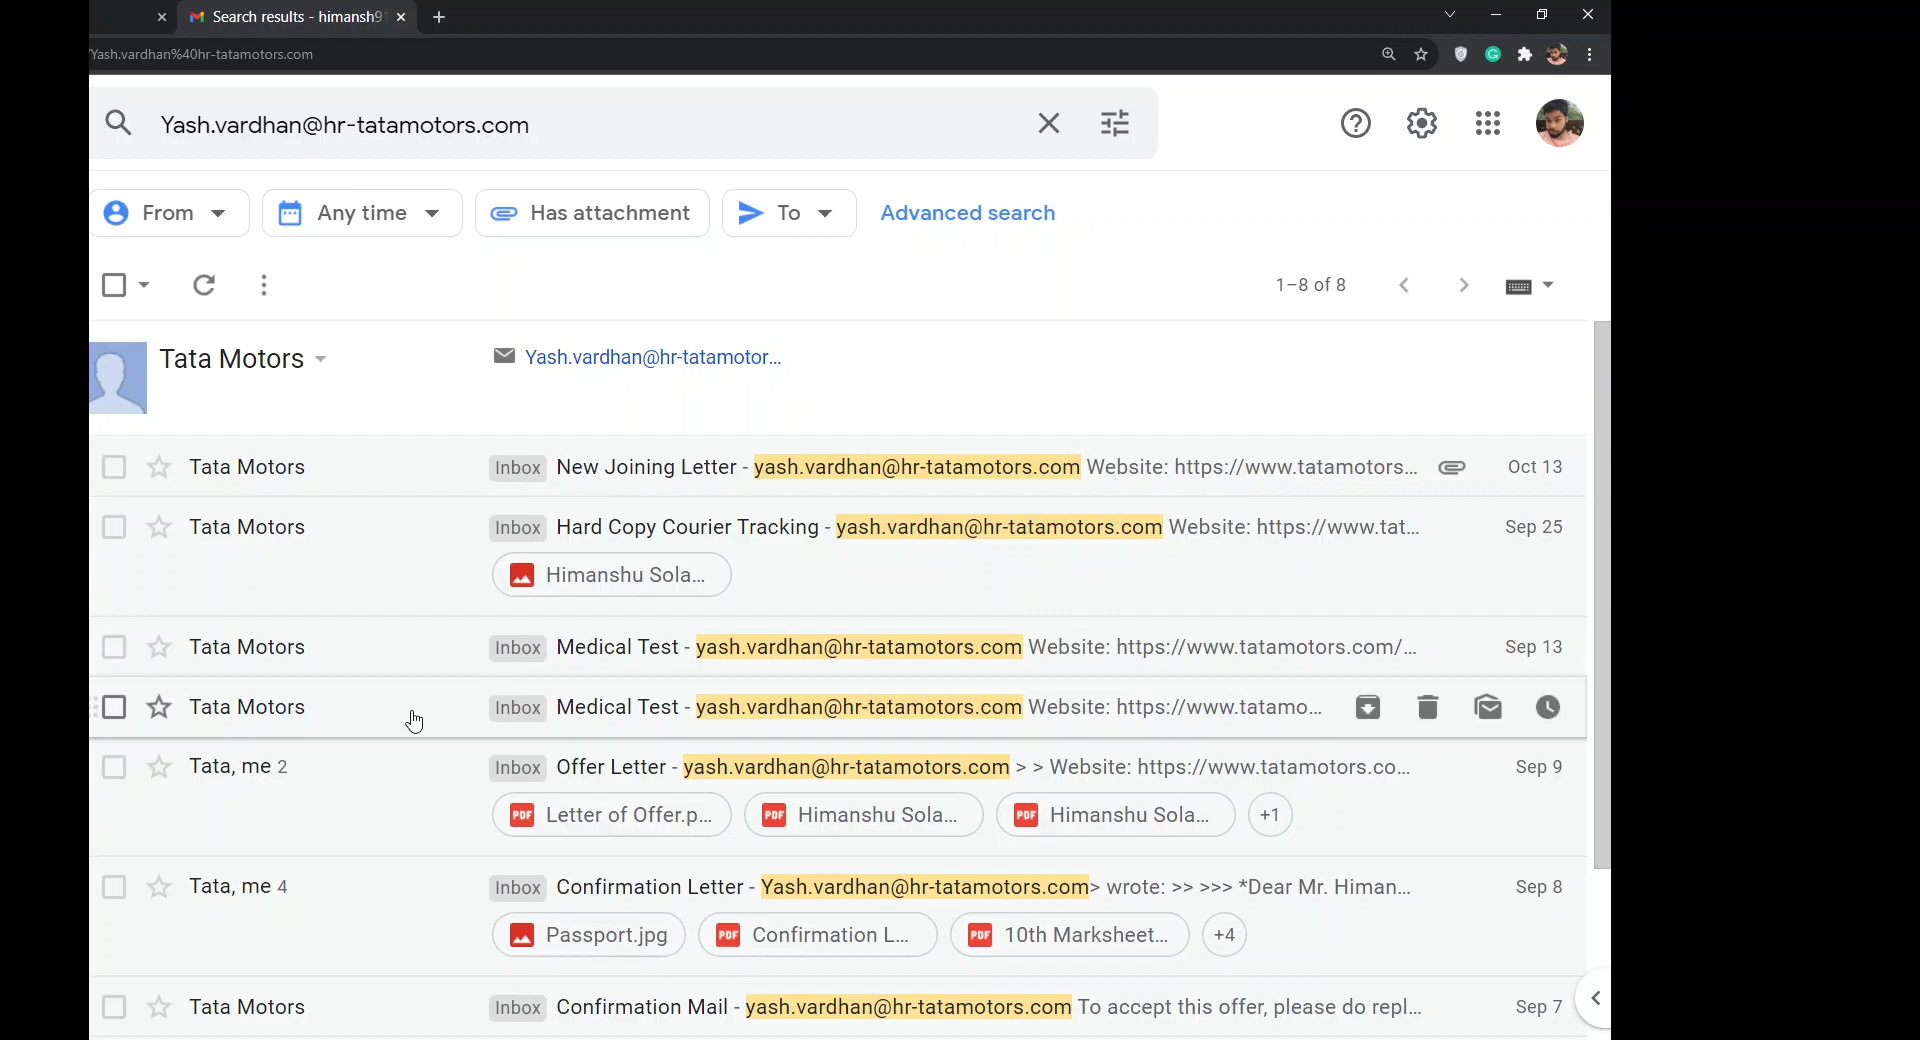 Search results - himansh91
Yash.vardhan%40hr-tatamotors.com
Yash.vardhan@hr-tatamotors.com
From
Any time
Has attachment
To
Advanced search
1–8 of 8
Tata Motors
Yash.vardhan@hr-tatamotor...
Tata Motors Inbox New Joining Letter - yash.vardhan@hr-tatamotors.com Website: https://www.tatamotors... Oct 13
Tata Motors Inbox Hard Copy Courier Tracking - yash.vardhan@hr-tatamotors.com Website: https://www.tat... Sep 25
Himanshu Sola...
Tata Motors Inbox Medical Test - yash.vardhan@hr-tatamotors.com Website: https://www.tatamotors.com/... Sep 13
Tata Motors Inbox Medical Test - yash.vardhan@hr-tatamotors.com Website: https://www.tatamo...
Tata, me 2 Inbox Offer Letter - yash.vardhan@hr-tatamotors.com > > Website: https://www.tatamotors.co... Sep 9
PDF Letter of Offer.p... PDF Himanshu Sola... PDF Himanshu Sola... +1
Tata, me 4 Inbox Confirmation Letter - Yash.vardhan@hr-tatamotors.com> wrote: >> >>> *Dear Mr. Himan... Sep 8
Passport.jpg PDF Confirmation L... PDF 10th Marksheet... +4
Tata Motors Inbox Confirmation Mail - yash.vardhan@hr-tatamotors.com To accept this offer, please do repl... Sep 7